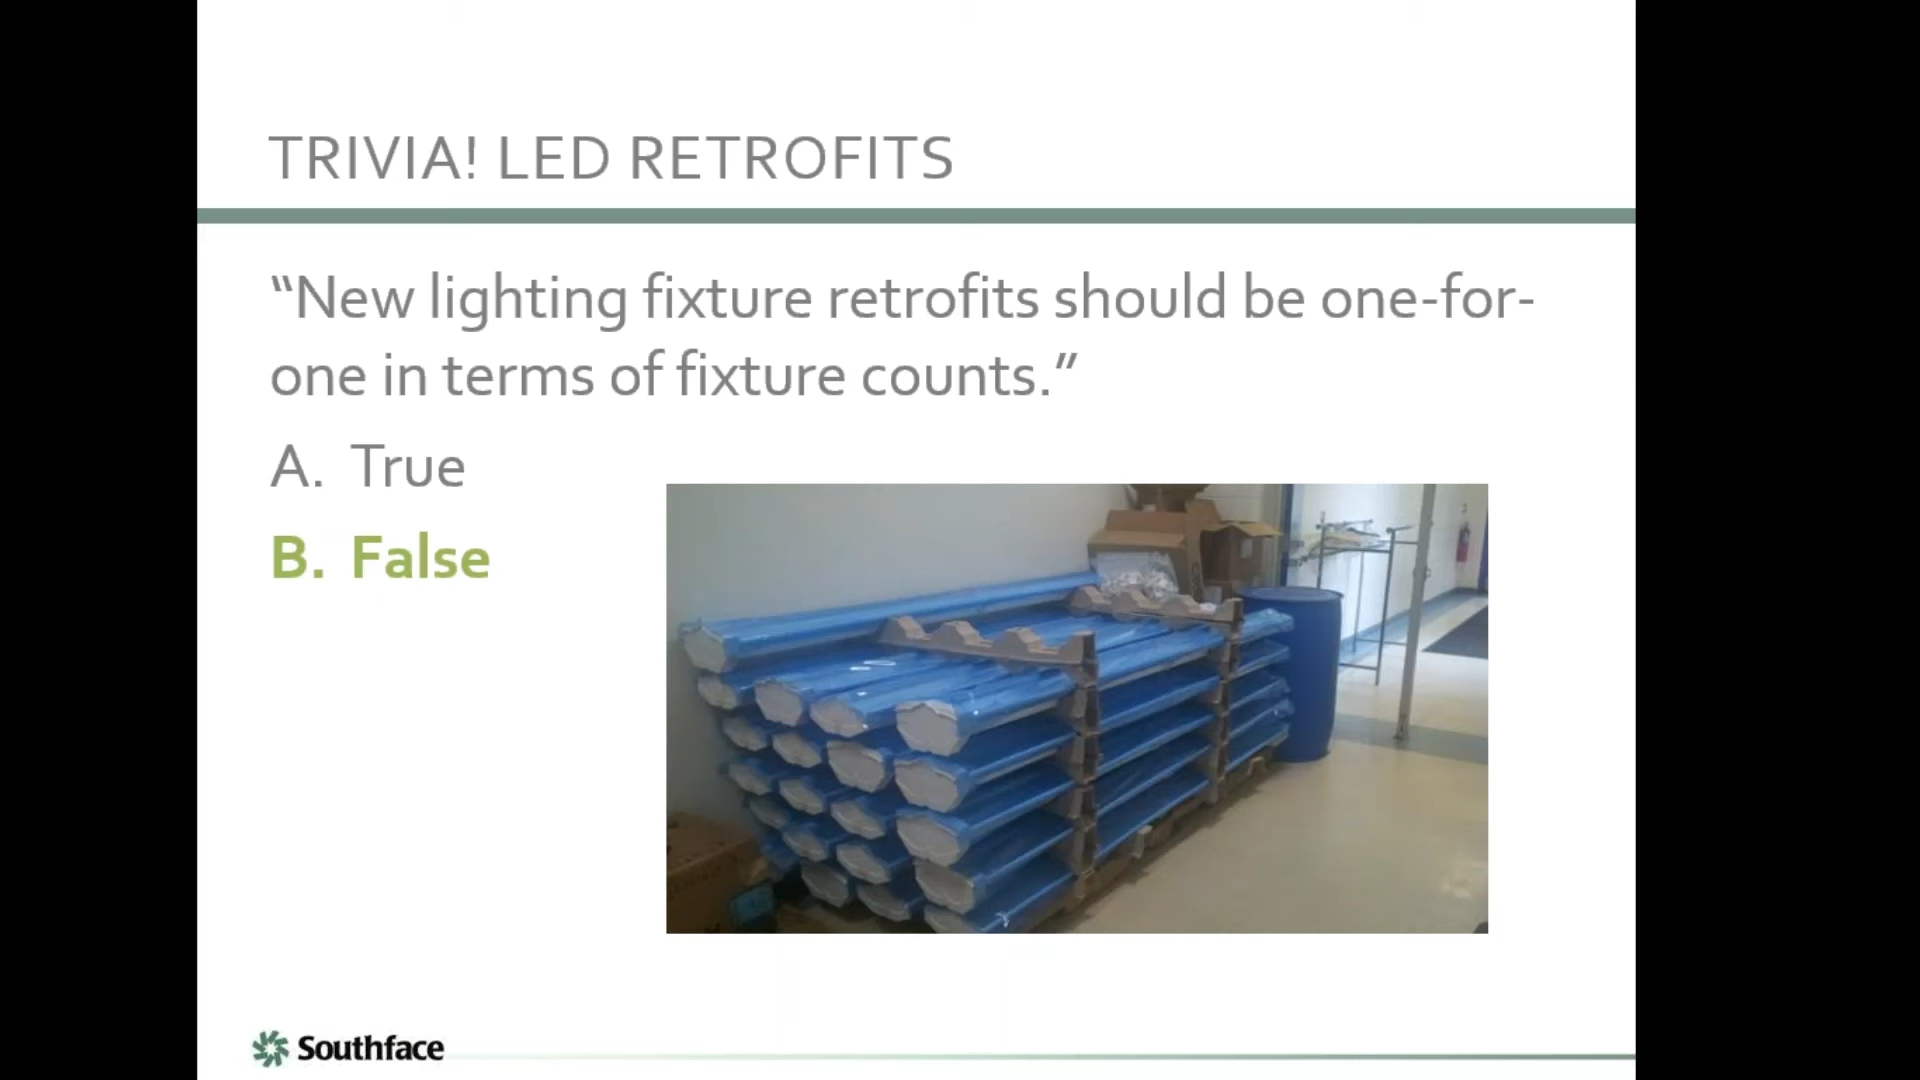 TRIVIA! LED RETROFITS
“New lighting fixture retrofits should be one-for-
one in terms of fixture counts.”
A. True
B. False
Southface